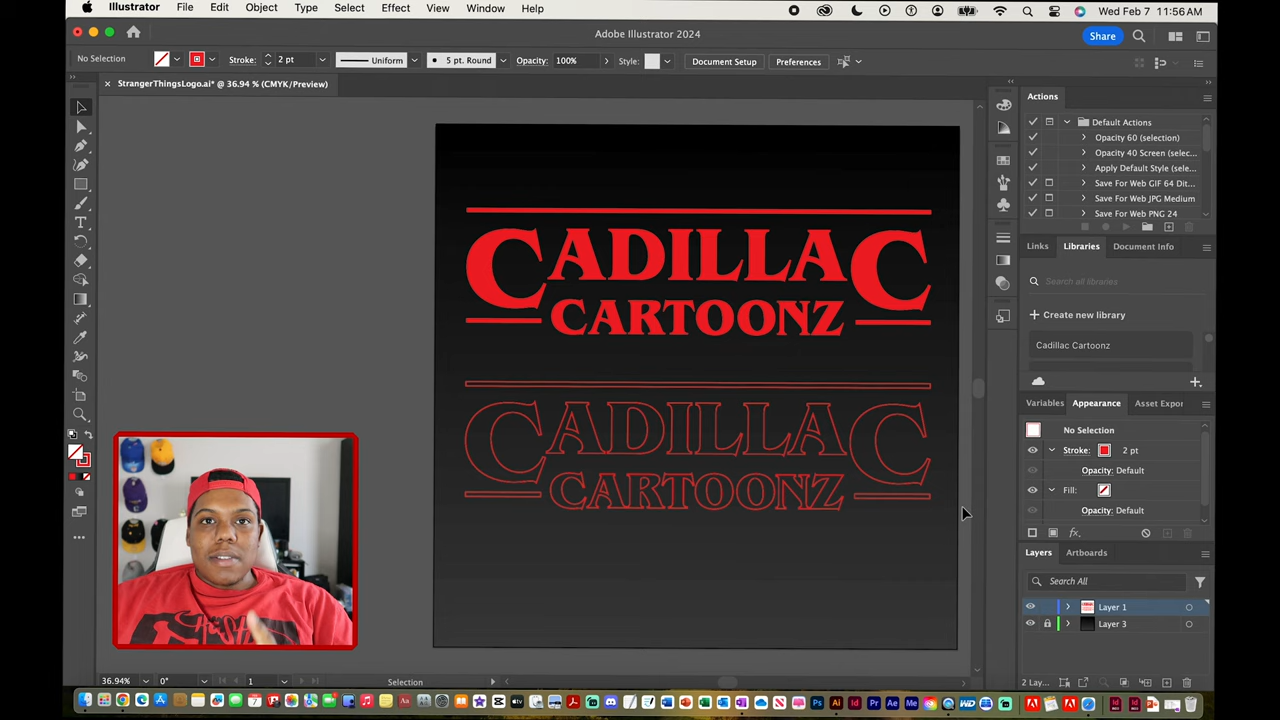 Illustrator File Edit Object Type Select Effect View Window Help Wed Feb 7 11:56 AM
Adobe Illustrator 2024
Share
No Selection Stroke: 2 pt Uniform 5 pt. Round Opacity: 100% Style: Document Setup Preferences
StrangerThingsLogo.ai* @ 36.94 % (CMYK/Preview)
Actions
Default Actions
Opacity 60 (selection)
Opacity 40 Screen (selec...
Apply Default Style (sele...
Save For Web GIF 64 Dit...
Save For Web JPG Medium
Save For Web PNG 24
Links Libraries Document Info
Search all libraries
Create new library
Cadillac Cartoonz
Variables Appearance Asset Expor
No Selection
Stroke: 2 pt
Opacity: Default
Fill:
Opacity: Default
Layers Artboards
Search All
Layer 1
Layer 3
2 Lay...
CADILLAC
CARTOONZ
CADILLAC
CARTOONZ
36.94% 0° 1 Selection